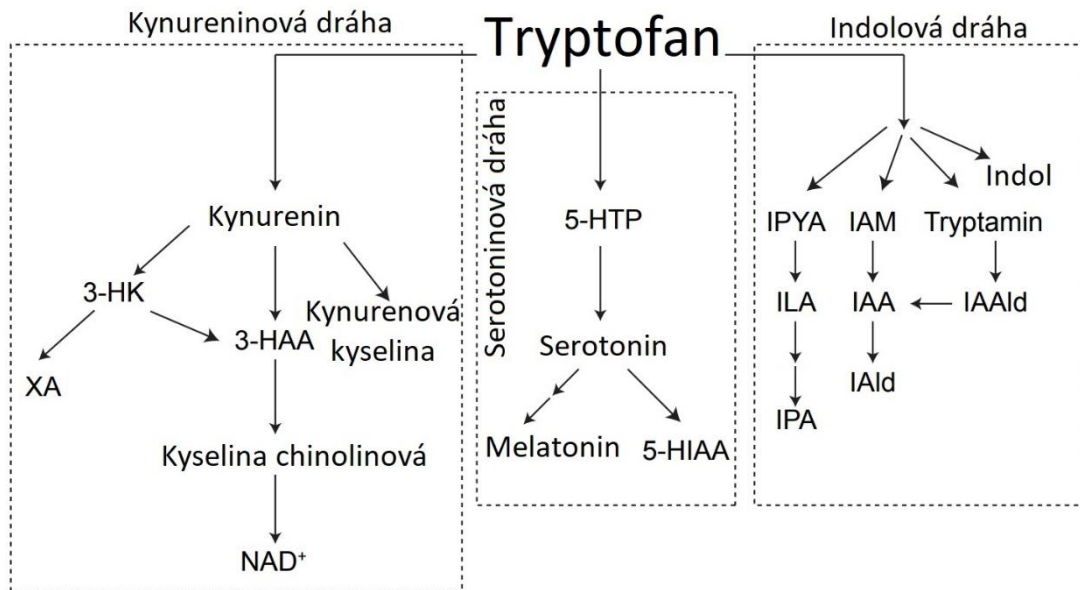 Tryptofan
Kynureninová dráha
Kynurenin
3-HK
3-HAA
Kynurenová
kyselina
XA
Kyselina chinolinová
NAD⁺
Serotoninová dráha
5-HTP
Serotonin
Melatonin
5-HIAA
Indolová dráha
Indol
IPYA
IAM
Tryptamin
ILA
IAA
IAAld
IAld
IPA